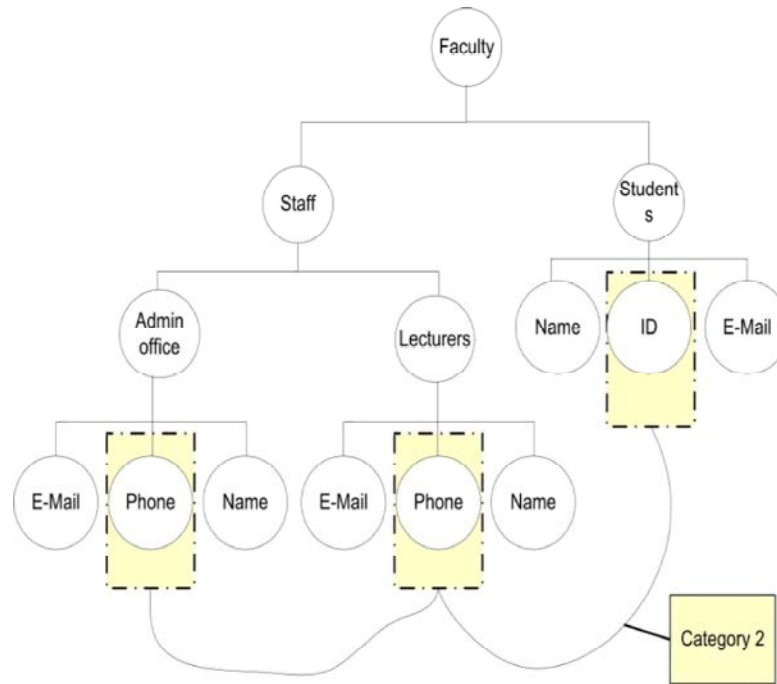 Faculty
Staff
Student
s
Admin
office
Lecturers
Name
ID
E-Mail
E-Mail
Phone
Name
E-Mail
Phone
Name
Category 2